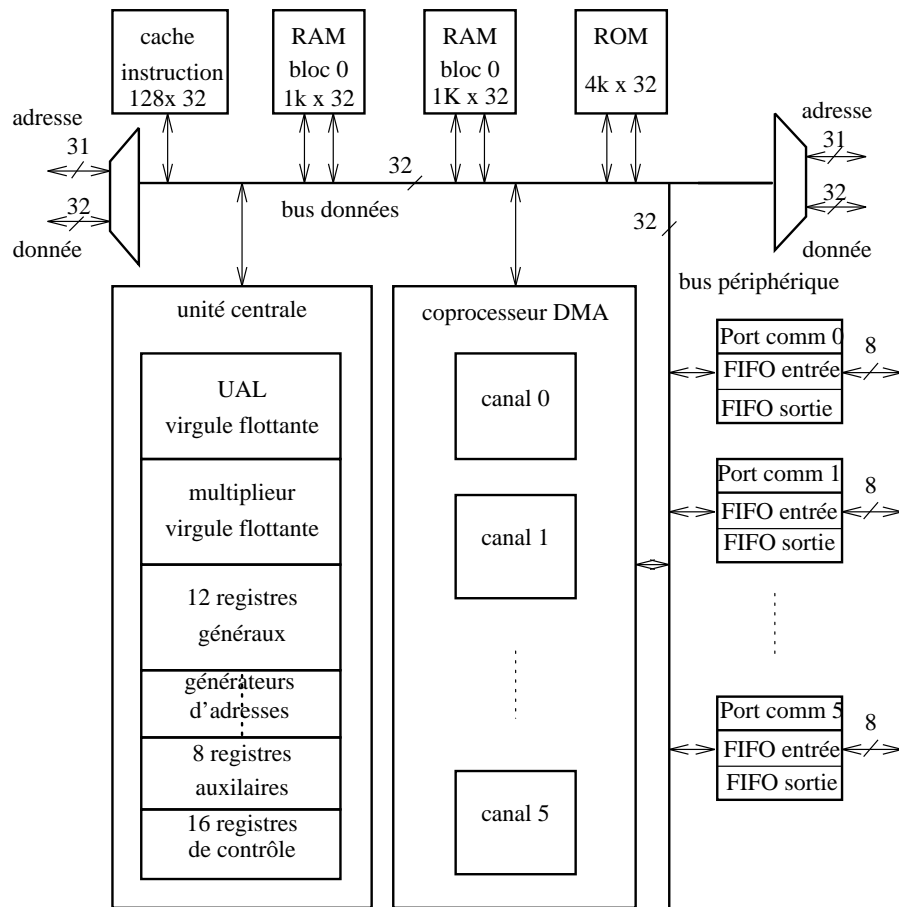 cache
instruction
128x 32
RAM
bloc 0
1k x 32
RAM
bloc 0
1K x 32
ROM
4k x 32
adresse
31
32
donnée
adresse
31
32
donnée
32
bus données
32
bus périphérique
unité centrale
UAL
virgule flottante
multiplieur
virgule flottante
12 registres
généraux
générateurs
d'adresses
8 registres
auxilaires
16 registres
de contrôle
coprocesseur DMA
canal 0
canal 1
canal 5
Port comm 0
FIFO entrée
FIFO sortie
8
Port comm 1
FIFO entrée
FIFO sortie
8
Port comm 5
FIFO entrée
FIFO sortie
8